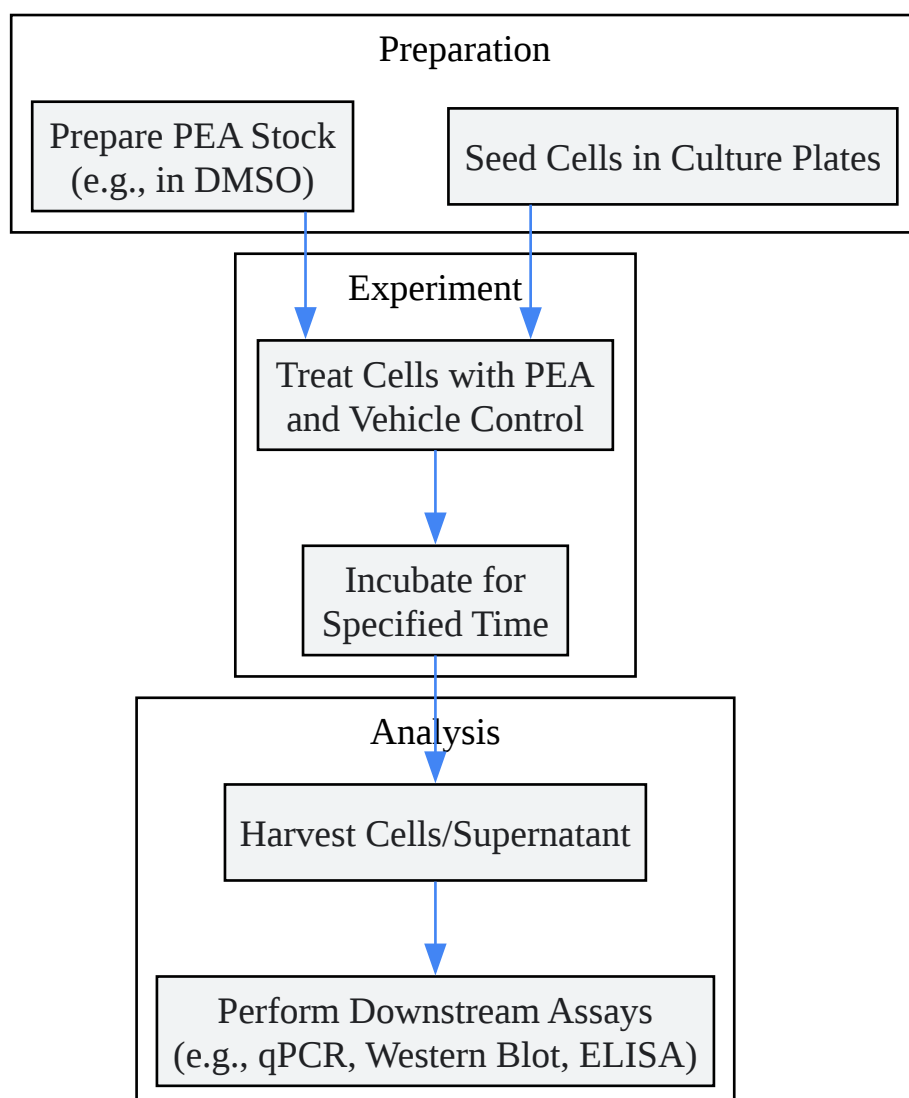 Preparation
Prepare PEA Stock
(e.g., in DMSO)
Seed Cells in Culture Plates
Experiment
Treat Cells with PEA
and Vehicle Control
Incubate for
Specified Time
Analysis
Harvest Cells/Supernatant
Perform Downstream Assays
(e.g., qPCR, Western Blot, ELISA)